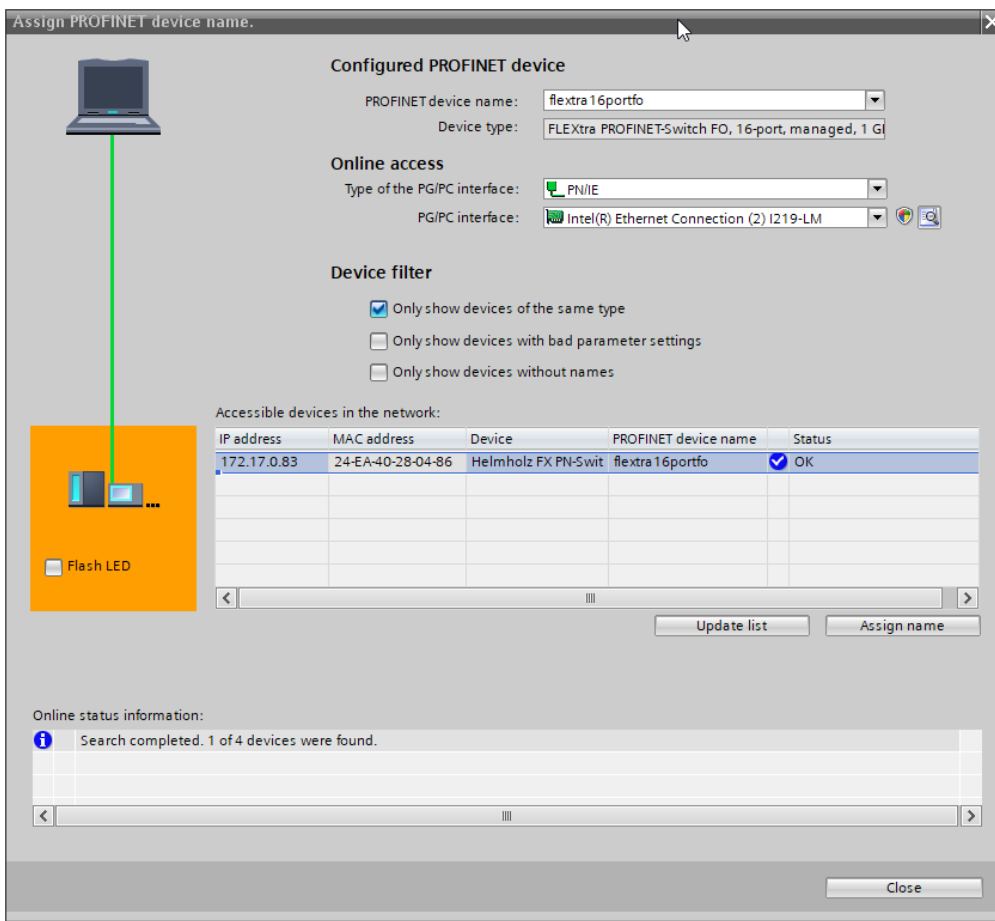 Assign PROFINET device name.
Configured PROFINET device
PROFINET device name: flextra16portfo
Device type: FLEXtra PROFINET-Switch FO, 16-port, managed, 1 GI
Online access
Type of the PG/PC interface: PN/IE
PG/PC interface: Intel(R) Ethernet Connection (2) I219-LM
Device filter
Only show devices of the same type
Only show devices with bad parameter settings
Only show devices without names
Accessible devices in the network:
IP address MAC address Device PROFINET device name Status
172.17.0.83 24-EA-40-28-04-86 Helmholz FX PN-Swit flextra16portfo OK
Flash LED
Update list Assign name
Online status information:
Search completed. 1 of 4 devices were found.
Close